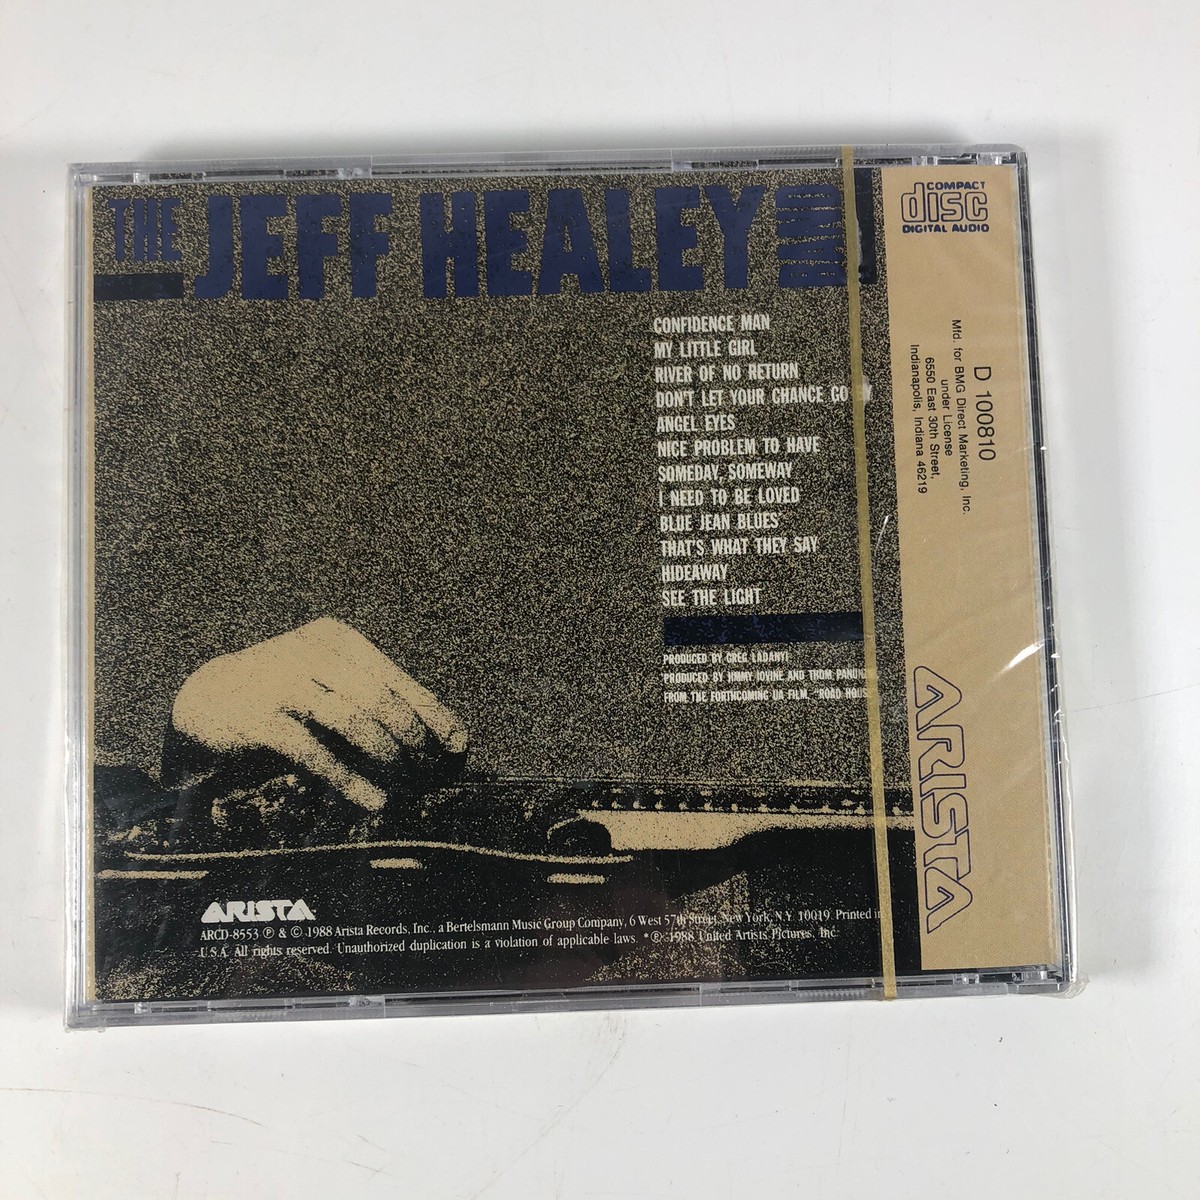 THE JEFF HEALEY BAND
COMPACT
disc
DIGITAL AUDIO
CONFIDENCE MAN
MY LITTLE GIRL
RIVER OF NO RETURN
DON'T LET YOUR CHANCE GO BY
ANGEL EYES
NICE PROBLEM TO HAVE
SOMEDAY, SOMEWAY
I NEED TO BE LOVED
BLUE JEAN BLUES
THAT'S WHAT THEY SAY
HIDEAWAY
SEE THE LIGHT
PRODUCED BY GREG LADANYI
PRODUCED BY JIMMY IOVINE AND THOM
FROM THE FORTHCOMING UA FILM, "ROAD HOUSE
ARISTA
ARCD-8553 ℗ & © 1988 Arista Records, Inc., a Bertelsmann Music Group Company, 6 West 57th Street, New York, N.Y. 10019. Printed in
U.S.A. All rights reserved. Unauthorized duplication is a violation of applicable laws. *℗ 1988 United Artists Pictures, Inc.
D 100810
Mfd. for BMG Direct Marketing, Inc.
under License
6550 East 30th Street,
Indianapolis, Indiana 46219
ARISTA